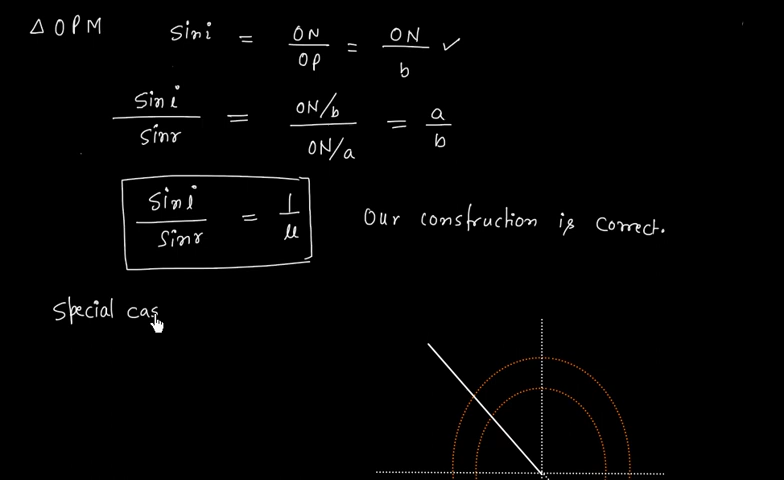 Δ OPM sin i = ON/OP = ON/b ✓
sin i / sin r = (ON/b) / (ON/a) = a/b
sin i / sin r = 1/μ Our construction is correct.
Special cas